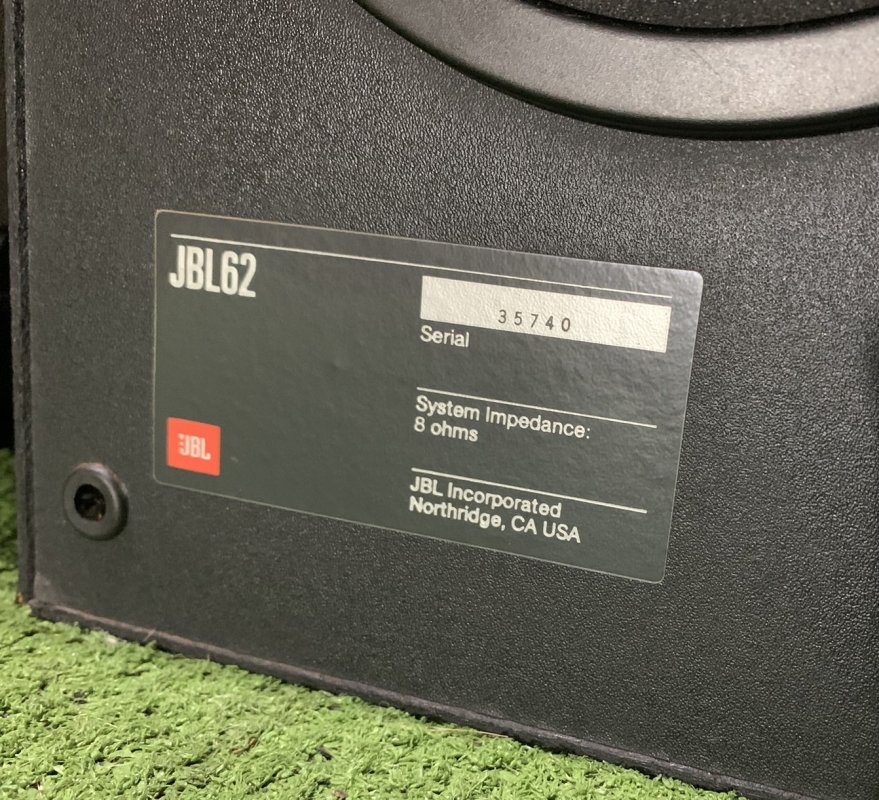 JBL62
35740
Serial
System Impedance:
8 ohms
JBL
JBL Incorporated
Northridge, CA USA